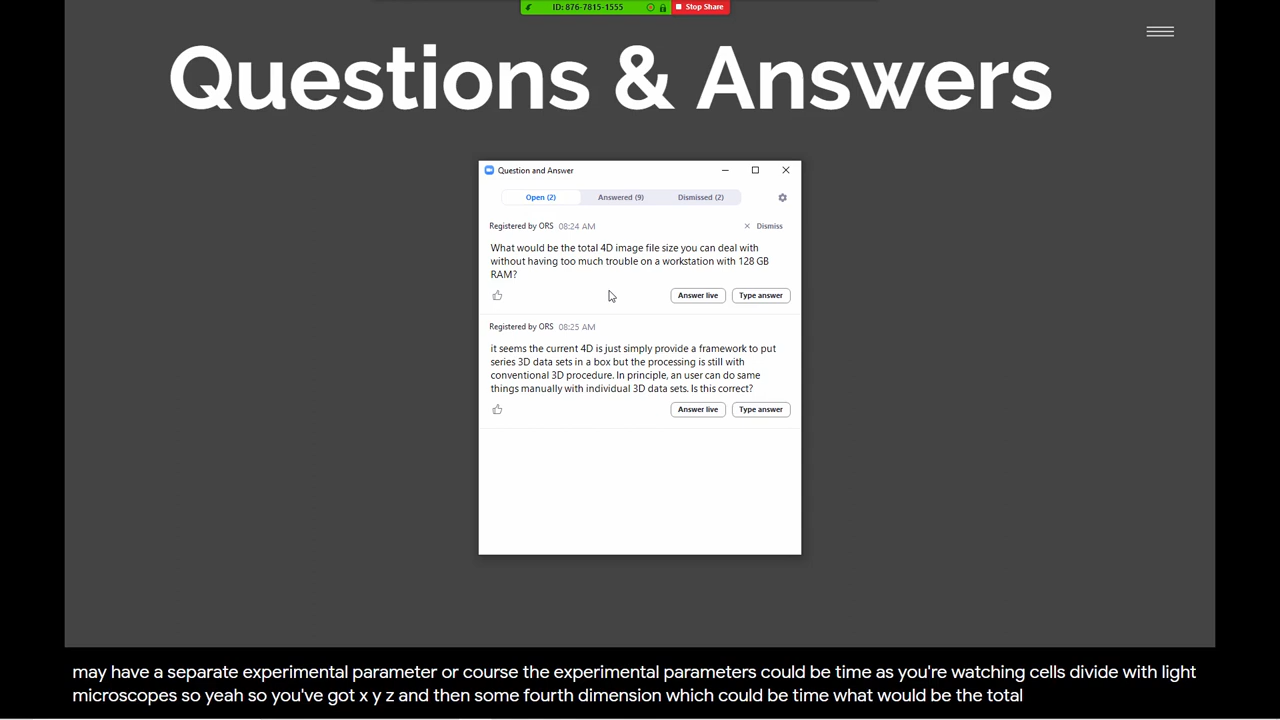 ID: 876-7815-1555
Stop Share
Questions & Answers
Question and Answer
Open (2)
Answered (9)
Dismissed (2)
Registered by ORS 08:24 AM
Dismiss
What would be the total 4D image file size you can deal with
without having too much trouble on a workstation with 128 GB
RAM?
Answer live
Type answer
Registered by ORS 08:25 AM
it seems the current 4D is just simply provide a framework to put
series 3D data sets in a box but the processing is still with
conventional 3D procedure. In principle, an user can do same
things manually with individual 3D data sets. Is this correct?
Answer live
Type answer
may have a separate experimental parameter or course the experimental parameters could be time as you're watching cells divide with light
microscopes so yeah so you've got x y z and then some fourth dimension which could be time what would be the total